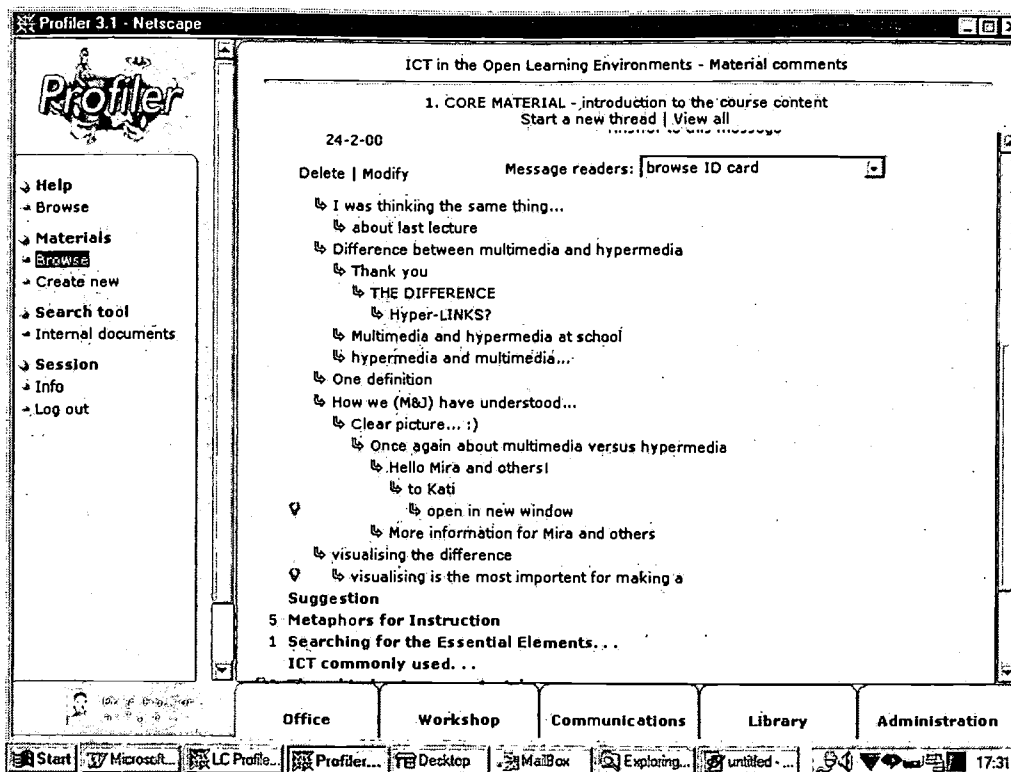 Profiler 3.1 - Netscape
Profiler
Help
Browse
Materials
Browse
Create new
Search tool
Internal documents
Session
Info
Log out
ICT in the Open Learning Environments - Material comments
1. CORE MATERIAL - introduction to the course content
Start a new thread | View all
Answer to this message
24-2-00
Delete | Modify
Message readers: browse ID card
I was thinking the same thing...
about last lecture
Difference between multimedia and hypermedia
Thank you
THE DIFFERENCE
Hyper-LINKS?
Multimedia and hypermedia at school
hypermedia and multimedia...
One definition
How we (M&J) have understood...
Clear picture... :)
Once again about multimedia versus hypermedia
Hello Mira and others!
to Kati
open in new window
More information for Mira and others
visualising the difference
visualising is the most importent for making a
Suggestion
5 Metaphors for Instruction
1 Searching for the Essential Elements...
ICT commonly used...
Office Workshop Communications Library Administration
Start Microsoft... LC Profile... Profiler... Desktop MailBox Exploring... untitled - ... 17:31